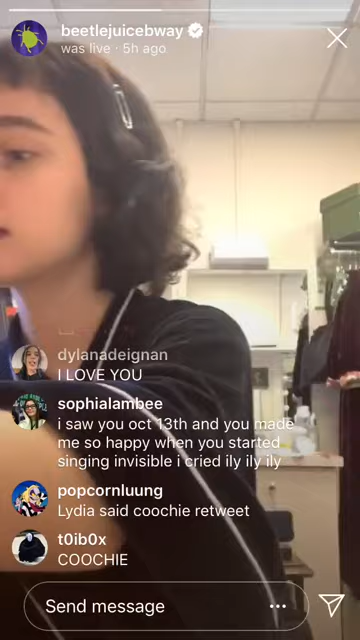 beetlejuicebway
was live · 5h ago
dylanadeignan
I LOVE YOU
sophialambee
i saw you oct 13th and you made
me so happy when you started
singing invisible i cried ily ily ily
popcornluung
Lydia said coochie retweet
t0ib0x
COOCHIE
Send message